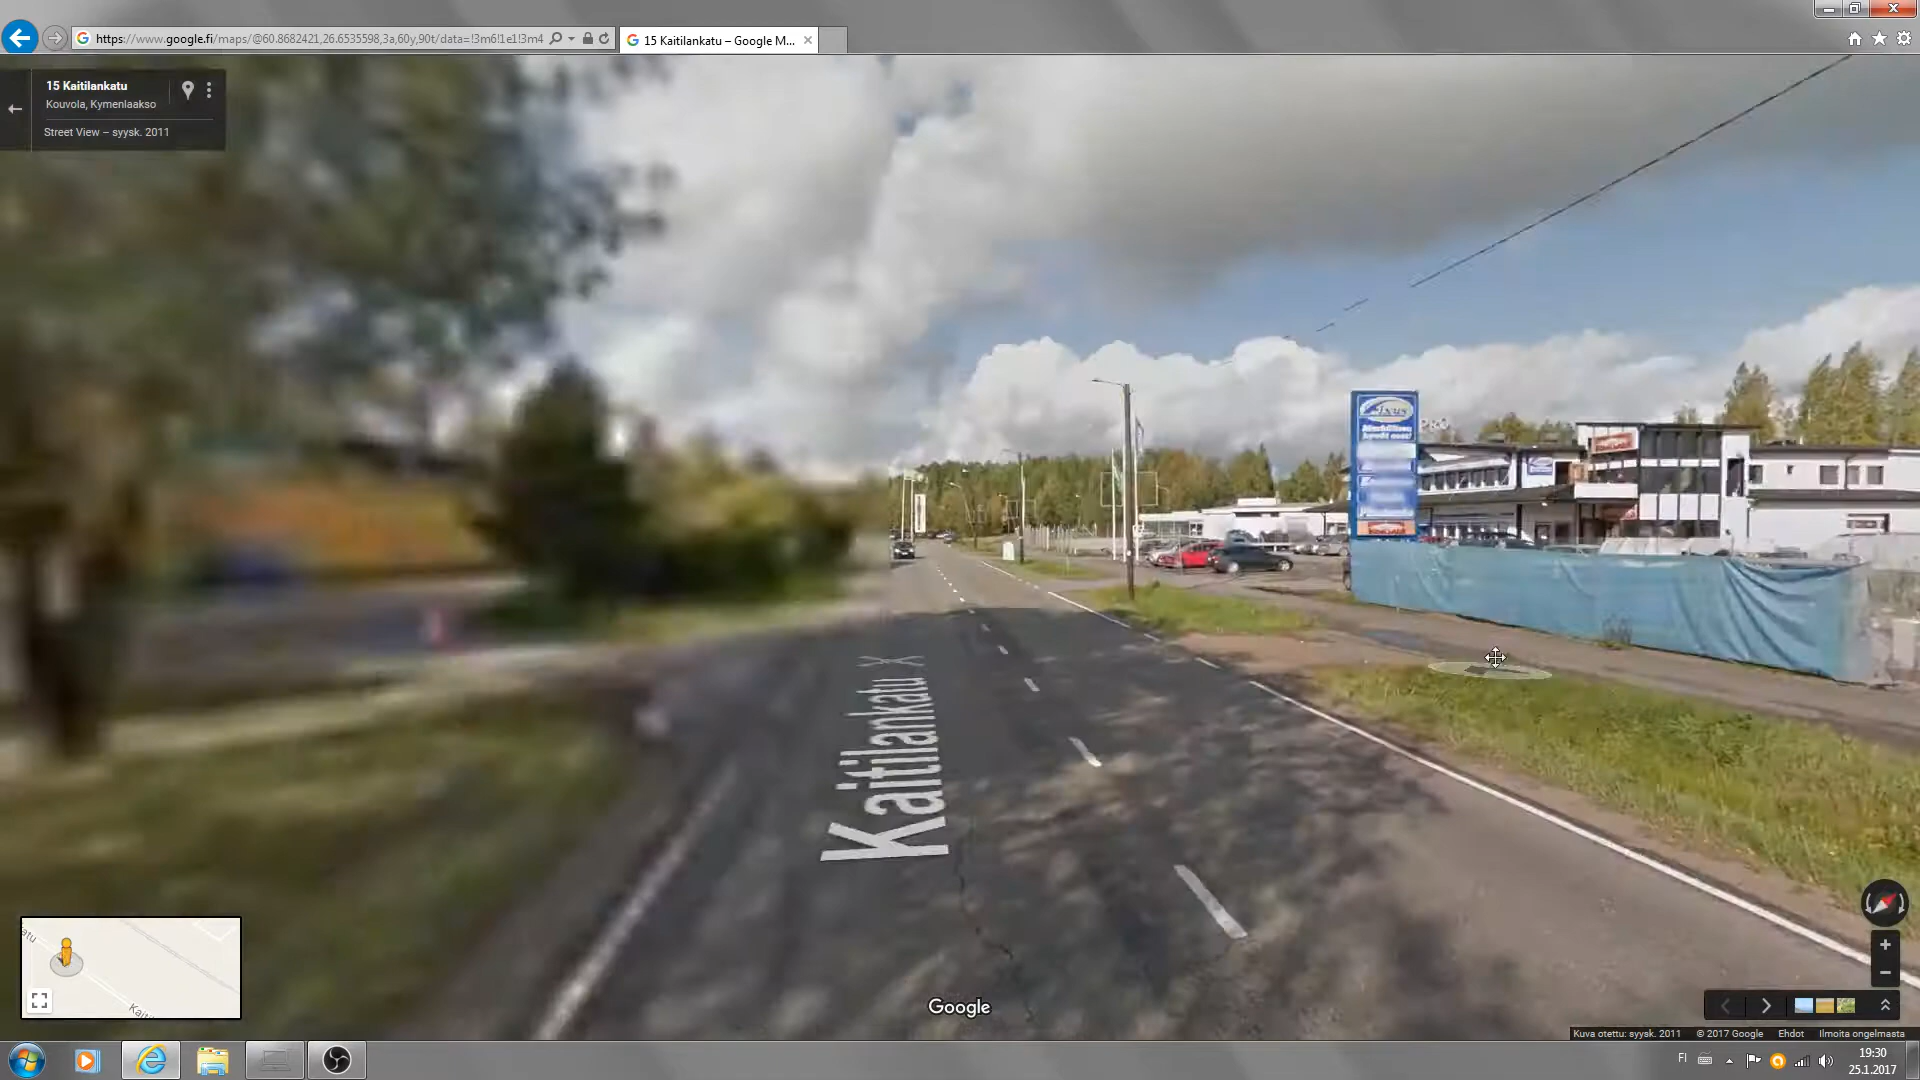 https://www.google.fi/maps/@60.8682421,26.6535598,3a,60y,90t/data=!3m6!1e1!3m4
15 Kaitilankatu – Google M...
15 Kaitilankatu
Kouvola, Kymenlaakso
Street View – syysk. 2011
Kaitilankatu
atu
Kait
Google
Kuva otettu: syysk. 2011
© 2017 Google
Ehdot
Ilmoita ongelmasta
FI
19:30
25.1.2017